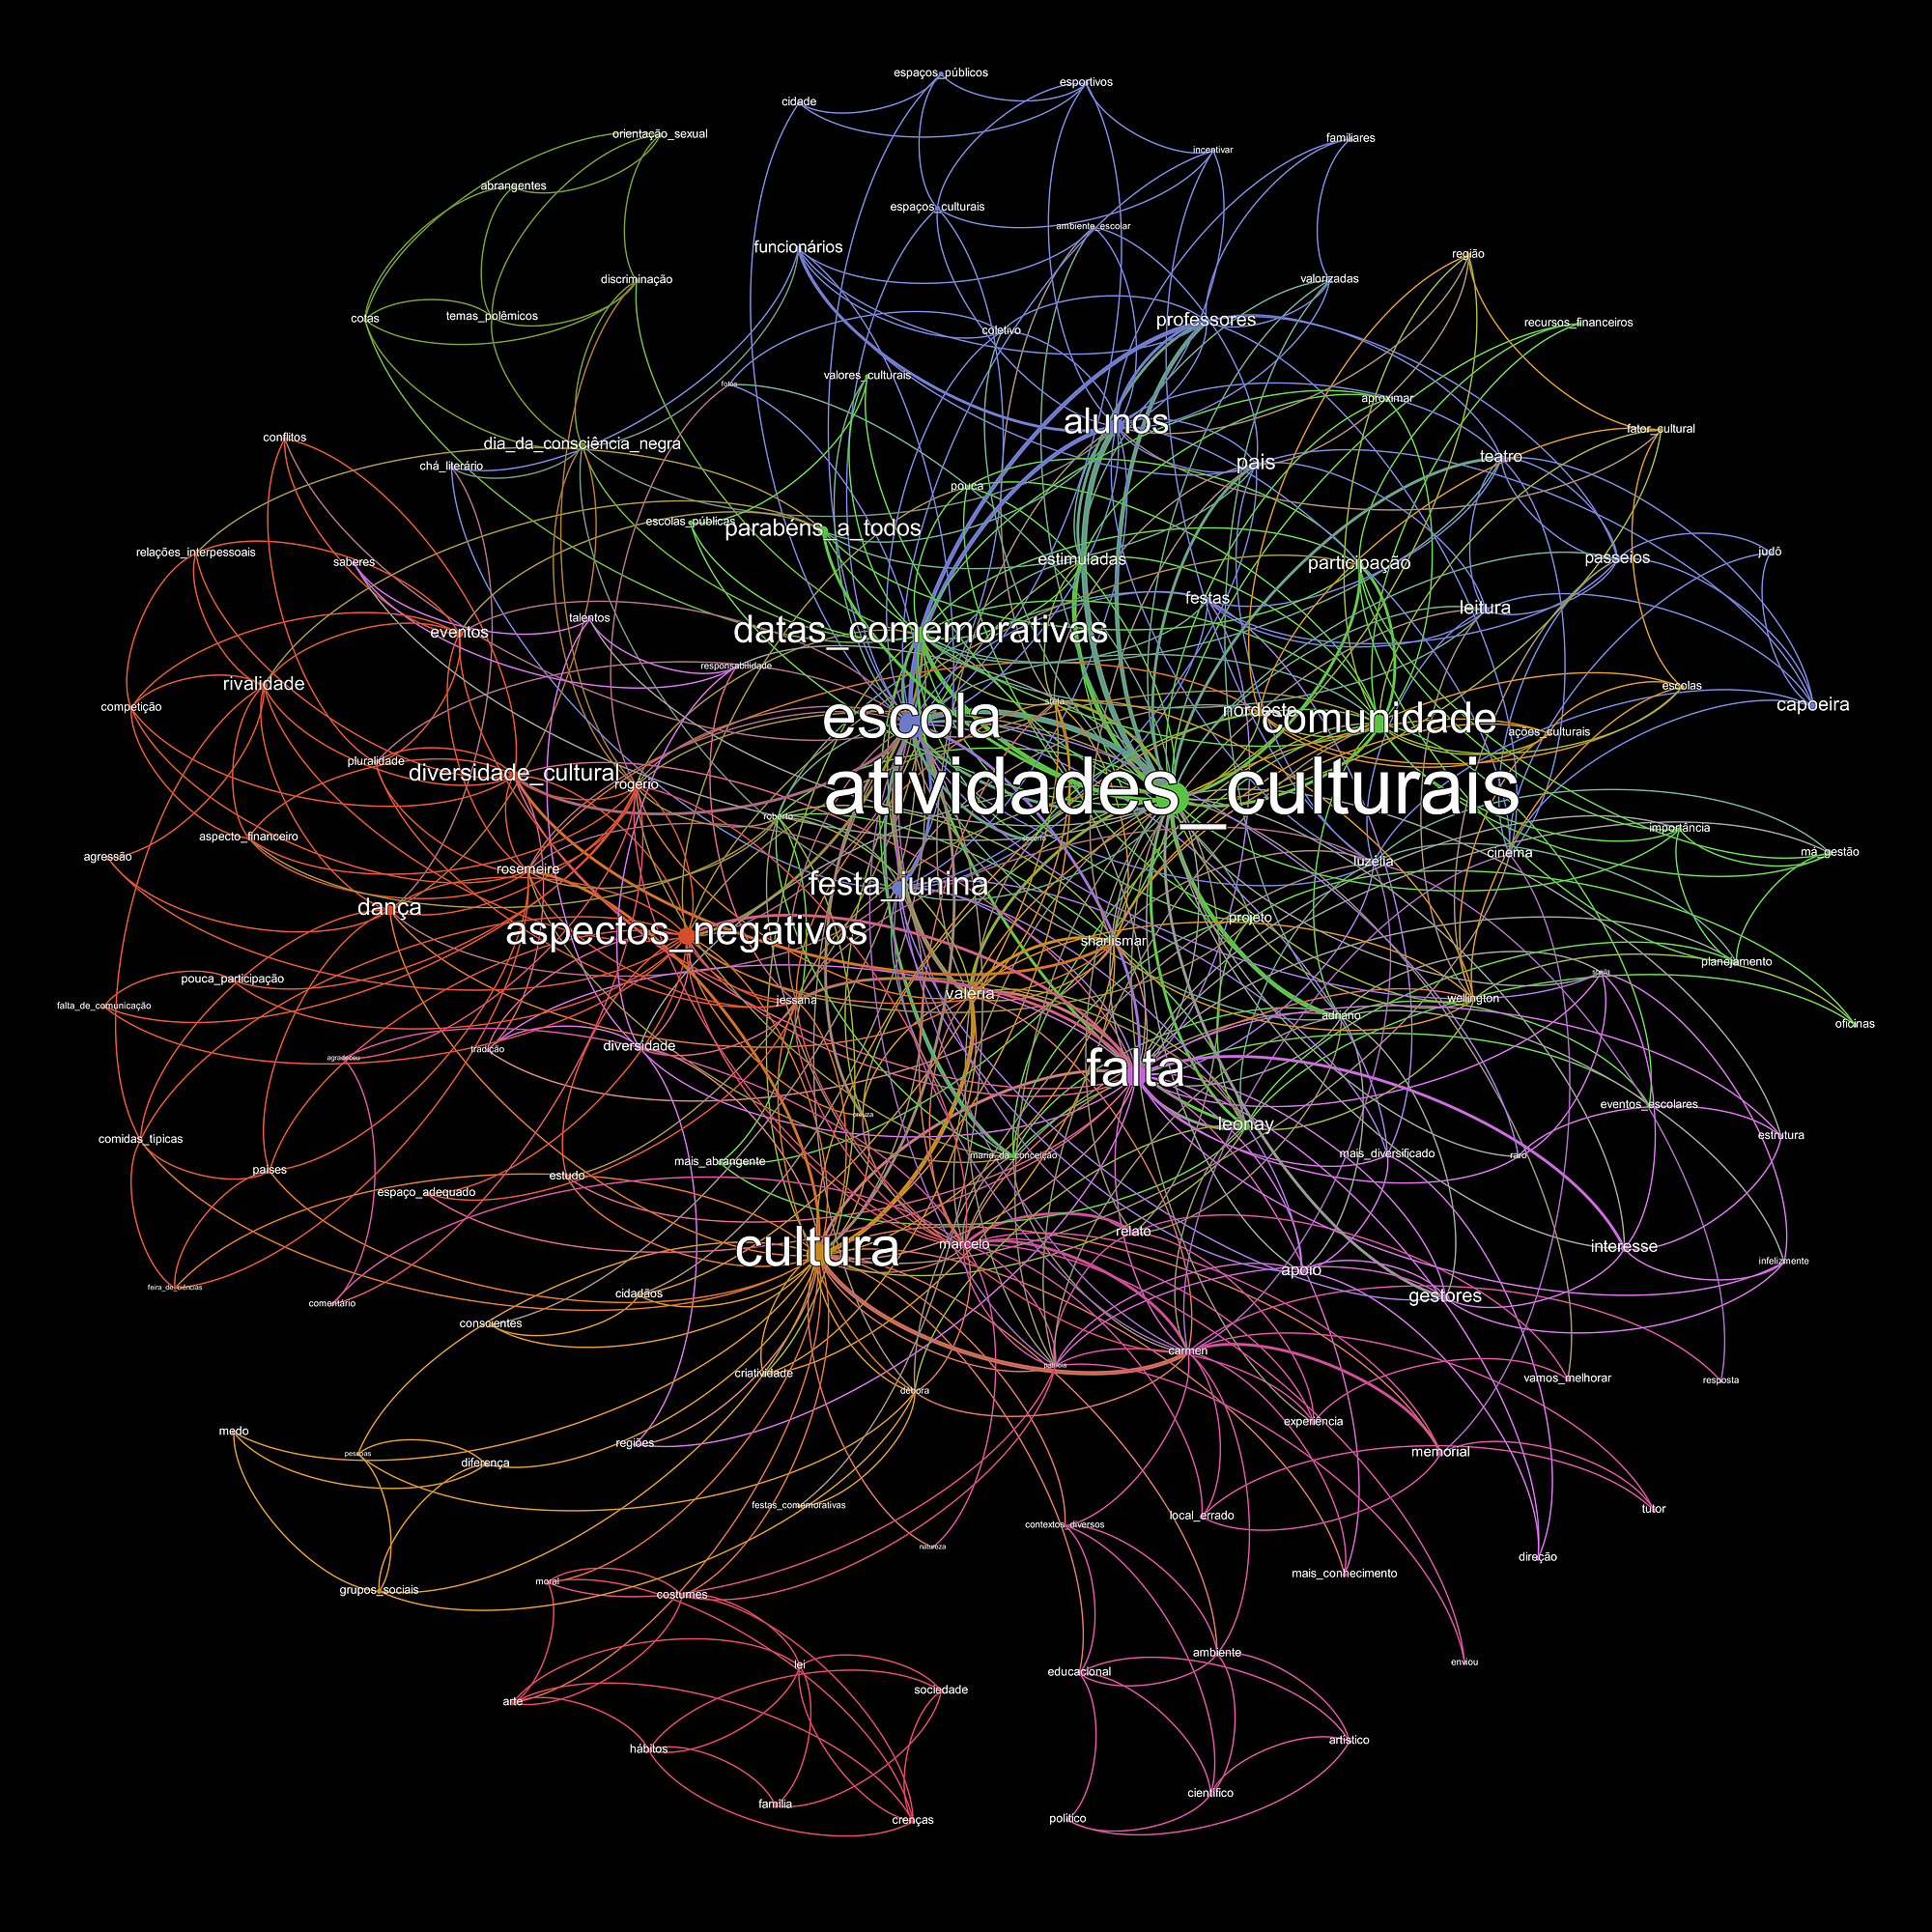 espaços_públicos
esportivos
cidade
orientação_sexual
familiares
incentivar
abrangentes
espaços_culturais
ambiente_escolar
funcionários
região
discriminação
valorizadas
cotas
temas_polêmicos
professores
recursos_financeiros
coletivo
valores_culturais
aproximar
alunos
fator_cultural
conflitos
dia_da_consciência_negra
teatro
chá_literário
pais
pouca
escolas_públicas
parabéns_a_todos
relações_interpessoais
judô
saberes
estimuladas
participação
passeios
festas
leitura
talentos
eventos
datas_comemorativas
responsabilidade
rivalidade
escolas
stela
competição
escola
nordeste
comunidade
capoeira
ações_culturais
pluralidade
diversidade_cultural
rogério
atividades_culturais
roberto
importância
aspecto_financeiro
agressão
luzélia
cinema
má_gestão
rosemeire
festa_junina
dança
projeto
aspectos_negativos
sharlismar
planejamento
pouca_participação
valéria
jessana
wellington
falta_de_comunicação
adriano
oficinas
diversidade
tradição
agradeceu
falta
eventos_escolares
leonay
estrutura
comidas_típicas
mais_diversificado
raro
maria_da_conceição
mais_abrangente
países
estudo
espaço_adequado
relato
marcelo
cultura
interesse
infelizmente
apoio
feira_de_ciências
cidadãos
gestores
comentário
conscientes
carmen
patricia
criatividade
vamos_melhorar
resposta
débora
experiência
medo
regiões
memorial
pessoas
diferença
festas_comemorativas
tutor
local_errado
contextos_diversos
natureza
direção
mais_conhecimento
moral
grupos_sociais
costumes
ambiente
enviou
lei
educacional
sociedade
arte
artístico
hábitos
científico
família
político
crenças